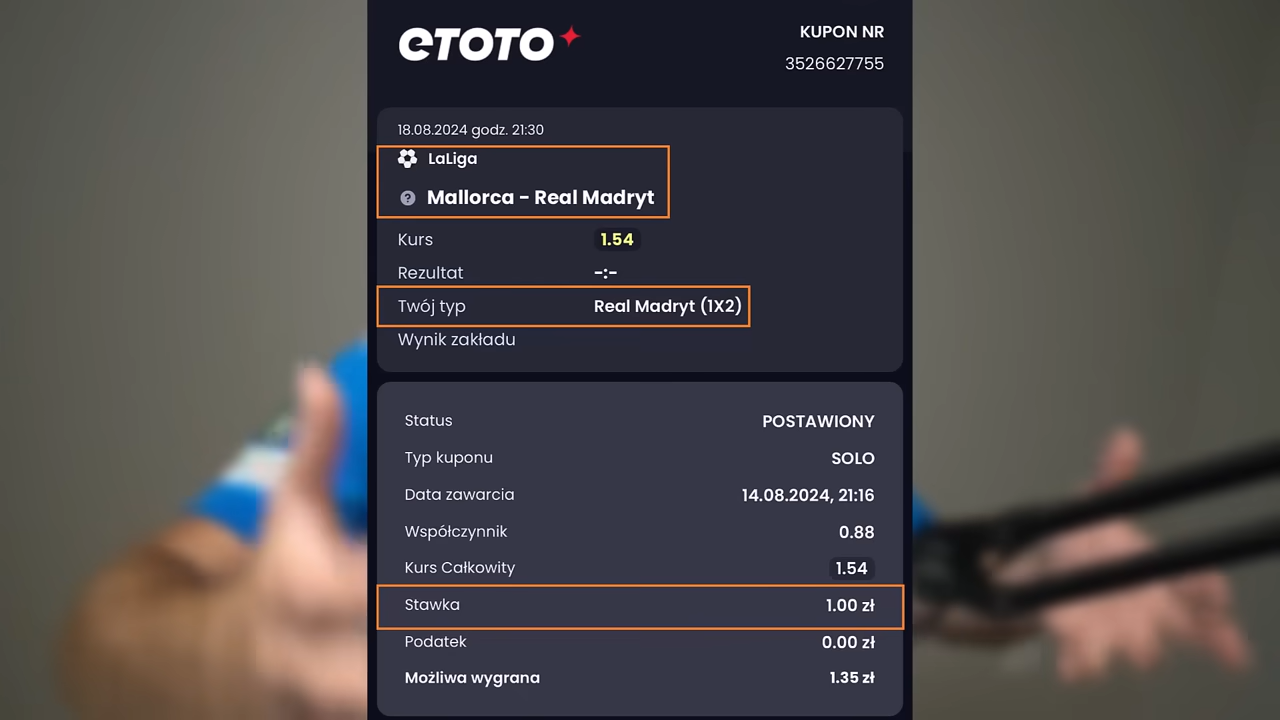 eTOTO
KUPON NR
3526627755
18.08.2024 godz. 21:30
LaLiga
? Mallorca - Real Madryt
Kurs 1.54
Rezultat -:-
Twój typ Real Madryt (1X2)
Wynik zakładu
Status POSTAWIONY
Typ kuponu SOLO
Data zawarcia 14.08.2024, 21:16
Współczynnik 0.88
Kurs Całkowity 1.54
Stawka 1.00 zł
Podatek 0.00 zł
Możliwa wygrana 1.35 zł